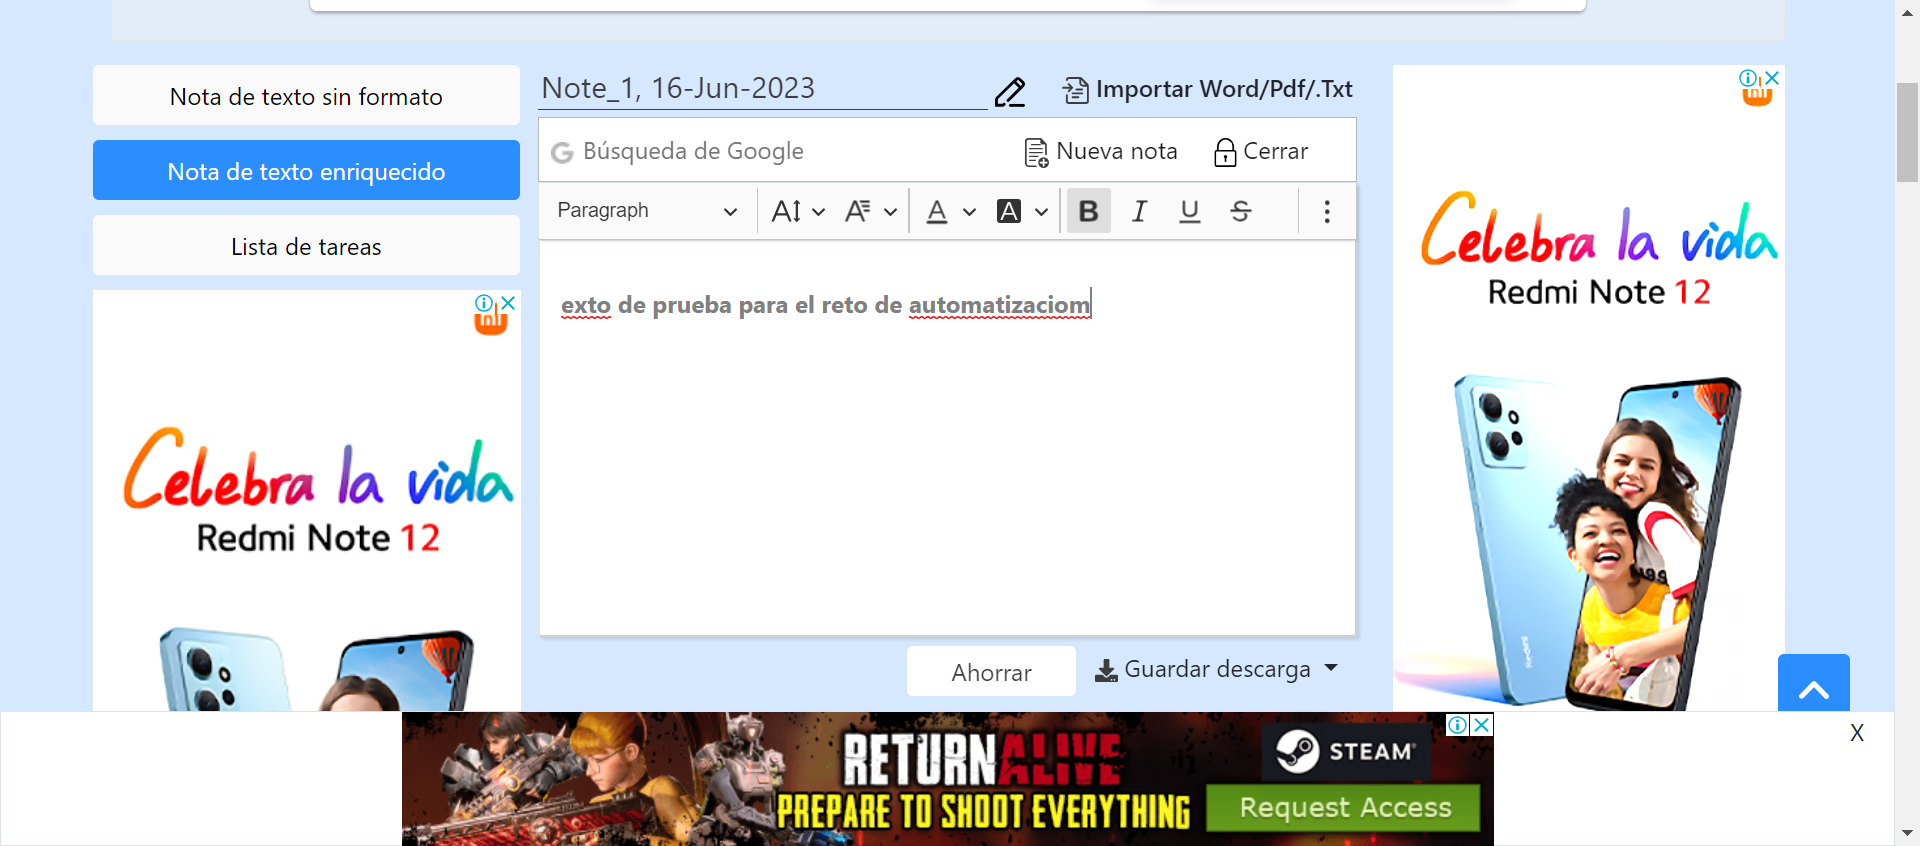 Nota de texto sin formato
Nota de texto enriquecido
Lista de tareas
Celebra la vida
Redmi Note 12
Note_1, 16-Jun-2023
Importar Word/Pdf/.Txt
Búsqueda de Google
Nueva nota
Cerrar
Paragraph
B I U S
exto de prueba para el reto de automatizaciom
Ahorrar
Guardar descarga
Celebra la vida
Redmi Note 12
RETURNALIVE
PREPARE TO SHOOT EVERYTHING
STEAM
Request Access
X